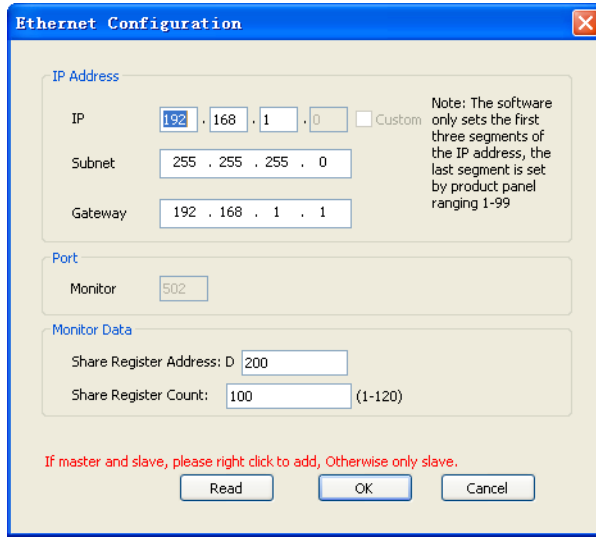 Ethernet Configuration
IP Address
IP 192 . 168 . 1 . 0 Custom
Subnet 255 . 255 . 255 . 0
Gateway 192 . 168 . 1 . 1
Note: The software
only sets the first
three segments of
the IP address, the
last segment is set
by product panel
ranging 1-99
Port
Monitor 502
Monitor Data
Share Register Address: D 200
Share Register Count: 100 (1-120)
If master and slave, please right click to add, Otherwise only slave.
Read OK Cancel